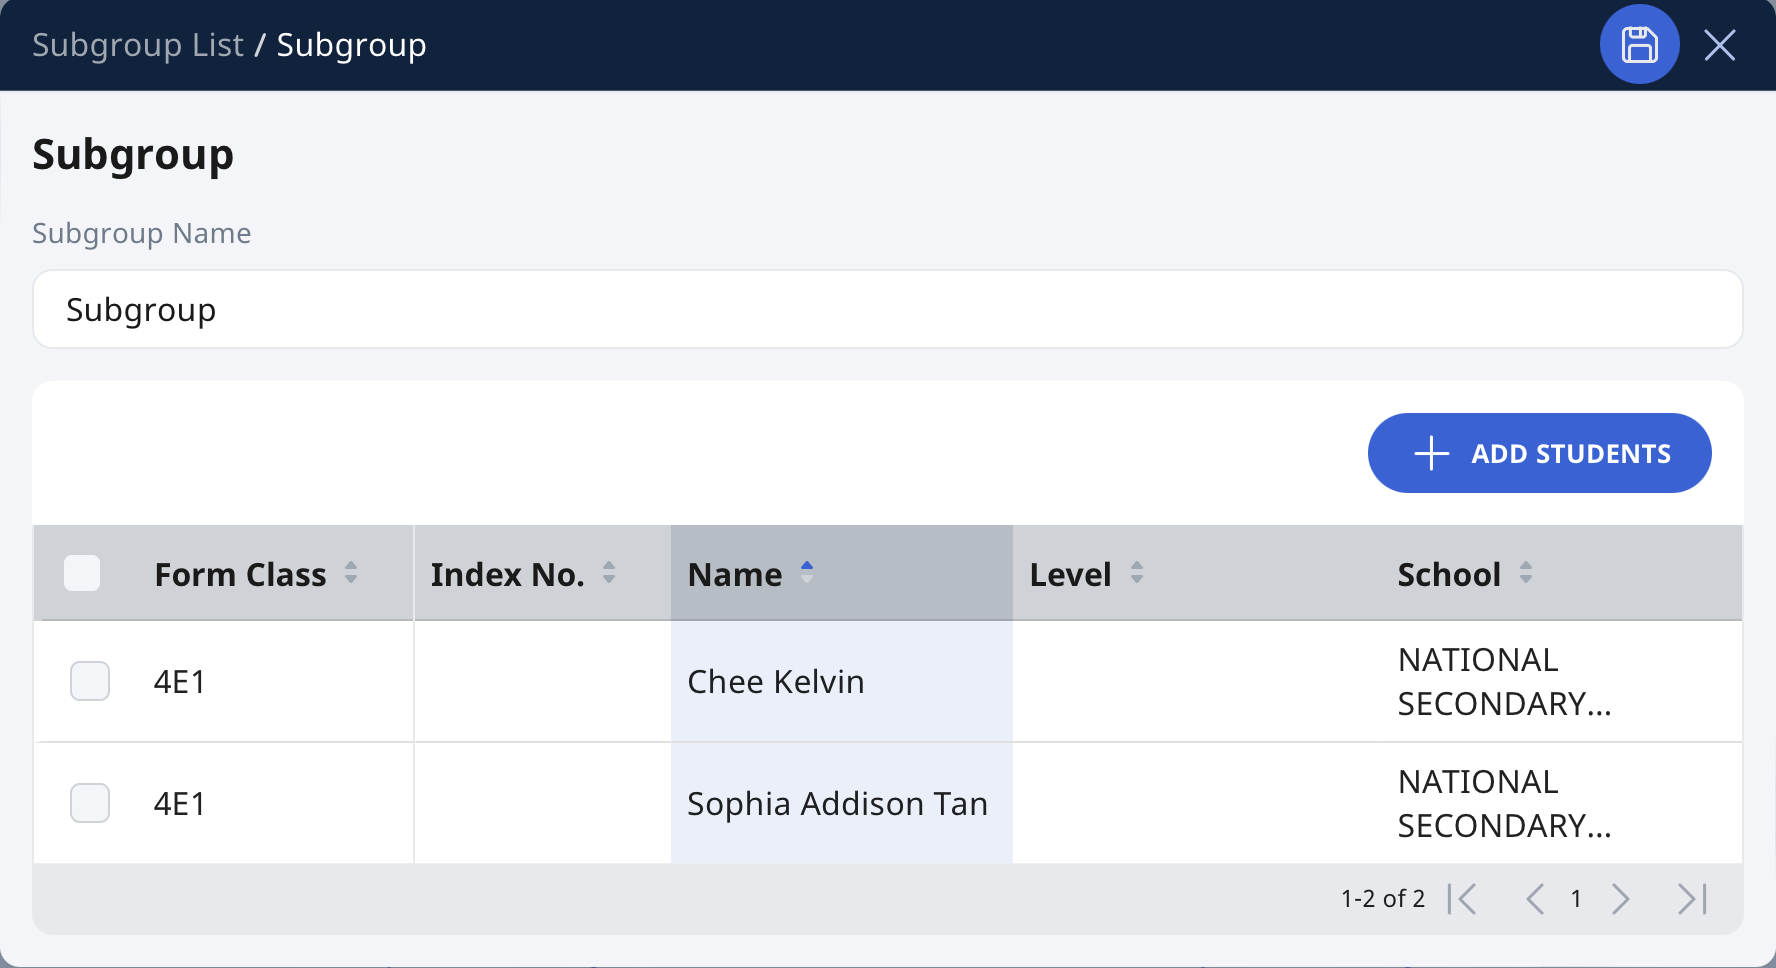 Subgroup List / Subgroup
Subgroup
Subgroup Name
Subgroup
ADD STUDENTS
Form Class Index No. Name Level School
4E1 Chee Kelvin NATIONAL
SECONDARY...
4E1 Sophia Addison Tan NATIONAL
SECONDARY...
1-2 of 2 1